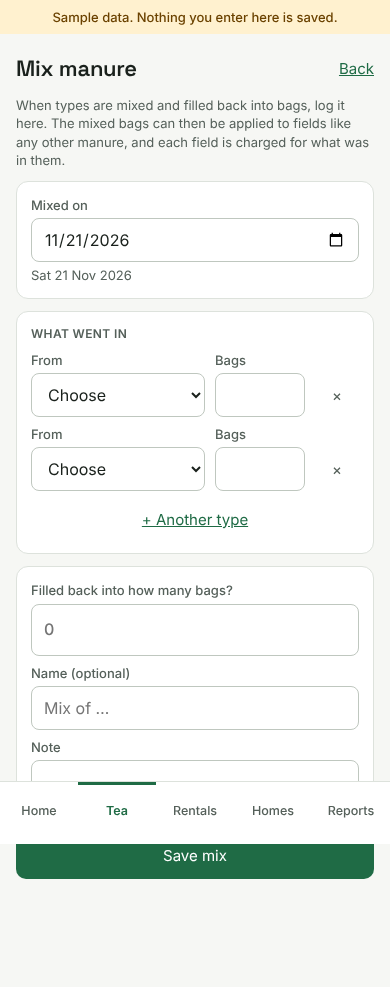 Sample data. Nothing you enter here is saved.
Mix manure
Back
When types are mixed and filled back into bags, log it
here. The mixed bags can then be applied to fields like
any other manure, and each field is charged for what was
in them.
Mixed on
11/21/2026
Sat 21 Nov 2026
WHAT WENT IN
From Bags
Choose ×
From Bags
Choose ×
+ Another type
Filled back into how many bags?
0
Name (optional)
Mix of ...
Note
Home Tea Rentals Homes Reports
Save mix